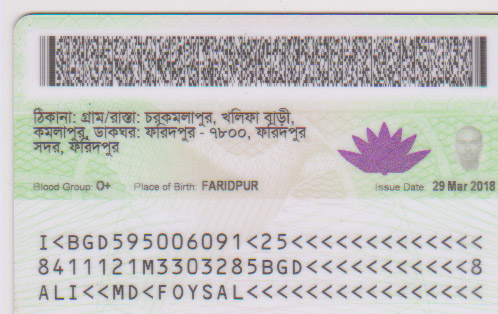 ঠিকানা: গ্রাম/রাস্তা: চরকমলাপুর, খলিফা বাড়ী,
কমলাপুর, ডাকঘর: ফরিদপুর - ৭৮০০, ফরিদপুর
সদর, ফরিদপুর
Blood Group: O+ Place of Birth: FARIDPUR Issue Date: 29 Mar 2018
I<BGD595006091<25<<<<<<<<<<<<<
8411121M3303285BGD<<<<<<<<<<<8
ALI<<MD<FOYSAL<<<<<<<<<<<<<<<<